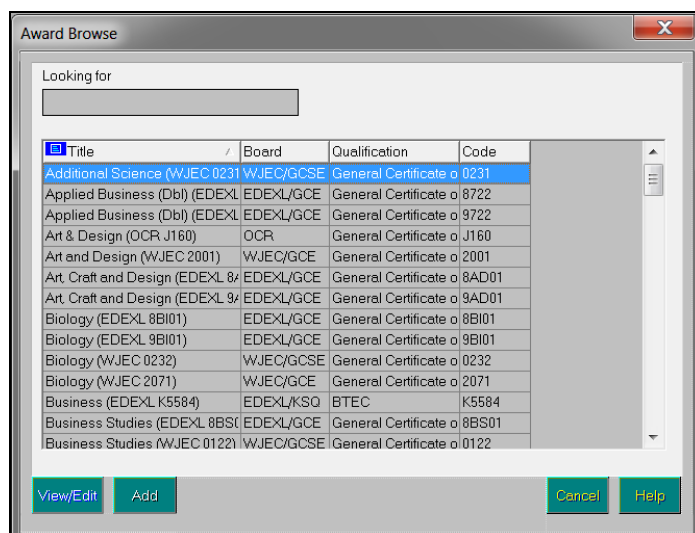 Award Browse
Looking for
Title Board Qualification Code
Additional Science (WJEC 0231 WJEC/GCSE General Certificate o 0231
Applied Business (Dbl) (EDEXL EDEXL/GCE General Certificate o 8722
Applied Business (Dbl) (EDEXL EDEXL/GCE General Certificate o 9722
Art & Design (OCR J160) OCR General Certificate o J160
Art and Design (WJEC 2001) WJEC/GCE General Certificate o 2001
Art, Craft and Design (EDEXL 8A EDEXL/GCE General Certificate o 8AD01
Art, Craft and Design (EDEXL 9A EDEXL/GCE General Certificate o 9AD01
Biology (EDEXL 8BI01) EDEXL/GCE General Certificate o 8BI01
Biology (EDEXL 9BI01) EDEXL/GCE General Certificate o 9BI01
Biology (WJEC 0232) WJEC/GCSE General Certificate o 0232
Biology (WJEC 2071) WJEC/GCE General Certificate o 2071
Business (EDEXL K5584) EDEXL/KSQ BTEC K5584
Business Studies (EDEXL 8BS0 EDEXL/GCE General Certificate o 8BS01
Business Studies (WJEC 0122) WJEC/GCSE General Certificate o 0122
View/Edit Add Cancel Help